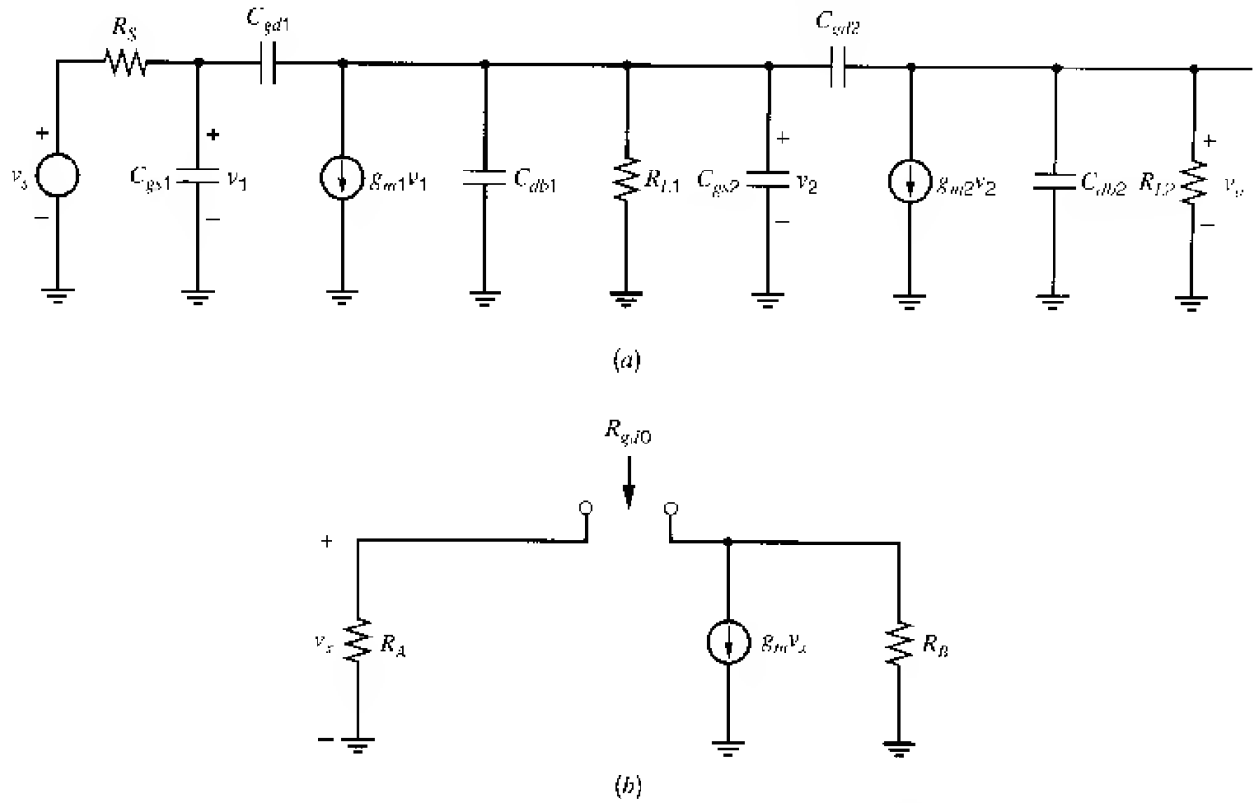 C_gd1
R_S
C_gd2
+
+
+
+
v_s
C_gs1
v_1
g_m1v_1
C_db1
R_L1
C_gs2
v_2
g_m2v_2
C_db2
R_L2
v_o
−
−
−
−
(a)
R_gd0
+
v_x
R_A
g_mv_x
R_B
−
(b)